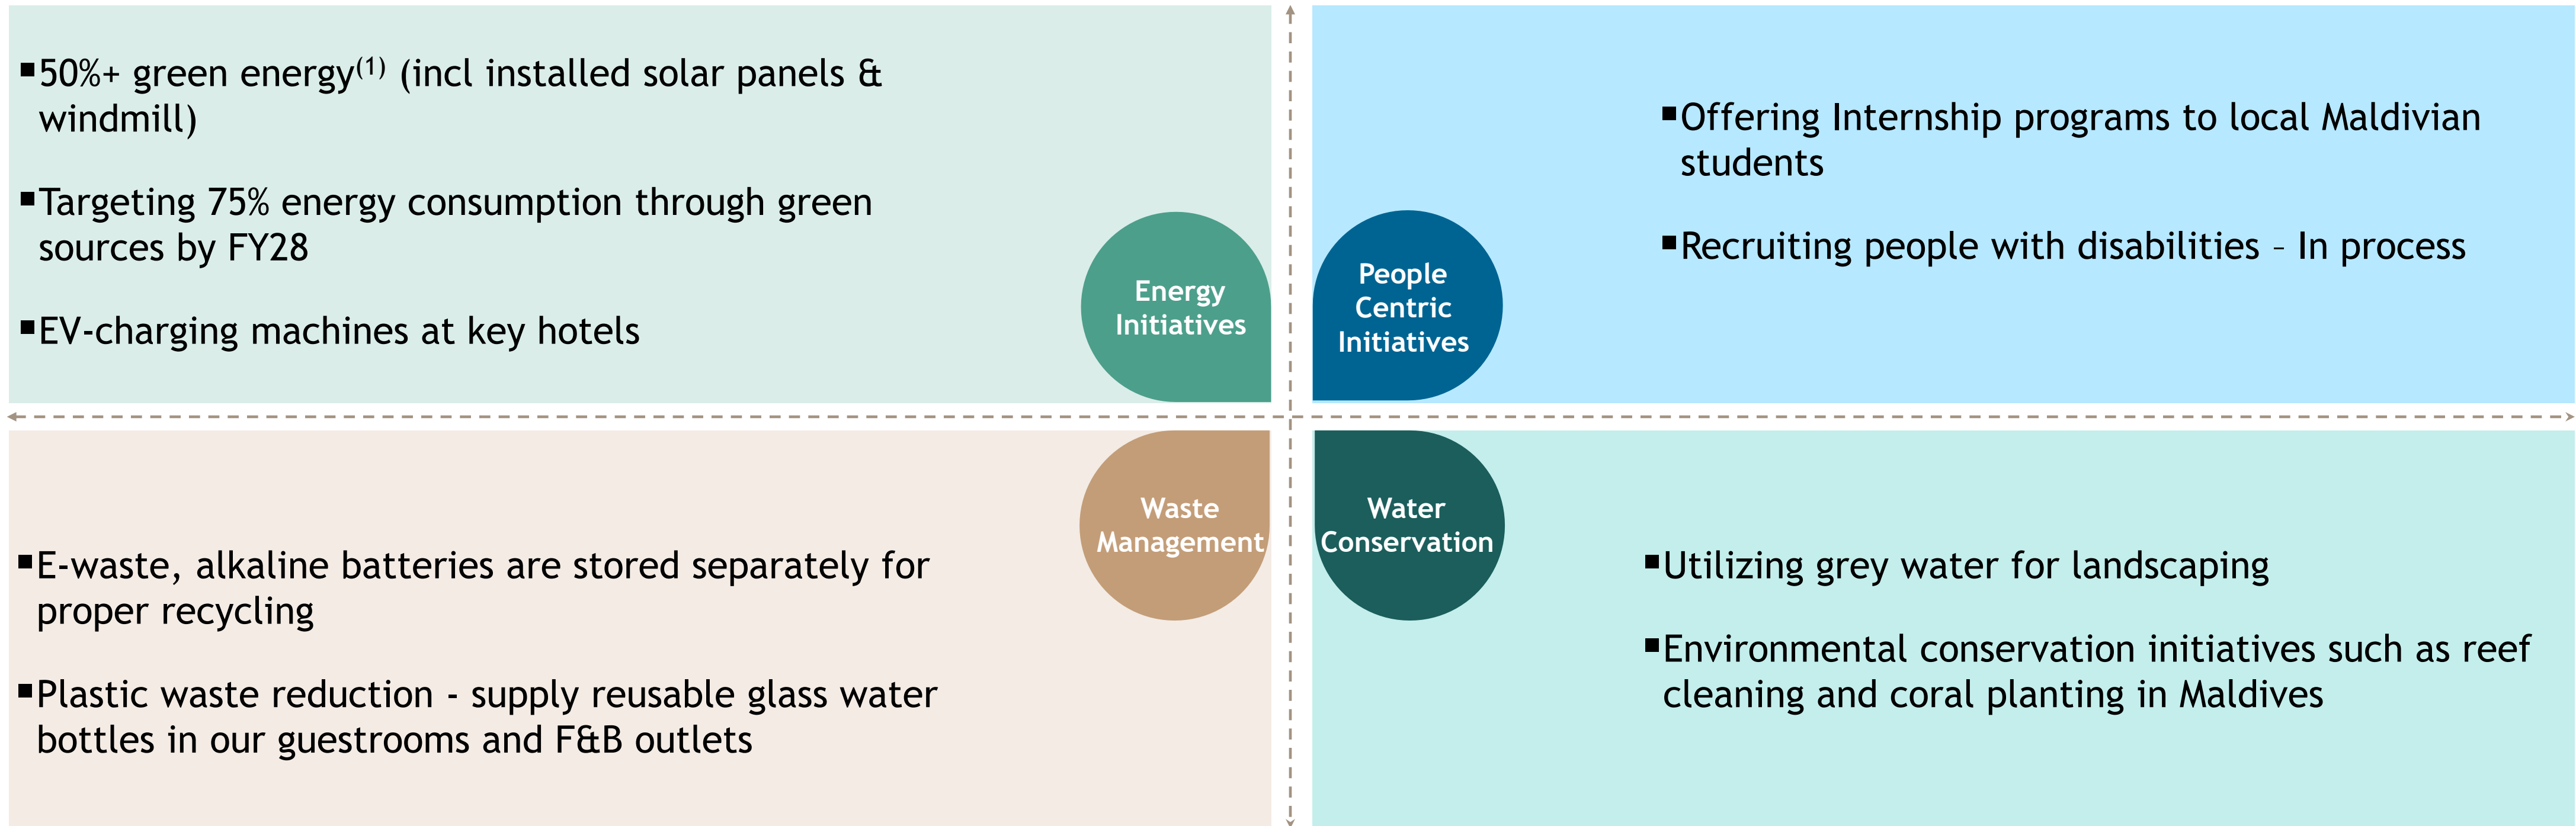 ▪50%+ green energy(1) (incl installed solar panels &
windmill)
▪Targeting 75% energy consumption through green
sources by FY28
▪EV-charging machines at key hotels
Energy
Initiatives
People
Centric
Initiatives
▪Offering Internship programs to local Maldivian
students
▪Recruiting people with disabilities – In process
▪E-waste, alkaline batteries are stored separately for
proper recycling
▪Plastic waste reduction - supply reusable glass water
bottles in our guestrooms and F&B outlets
Waste
Management
Water
Conservation
▪Utilizing grey water for landscaping
▪Environmental conservation initiatives such as reef
cleaning and coral planting in Maldives